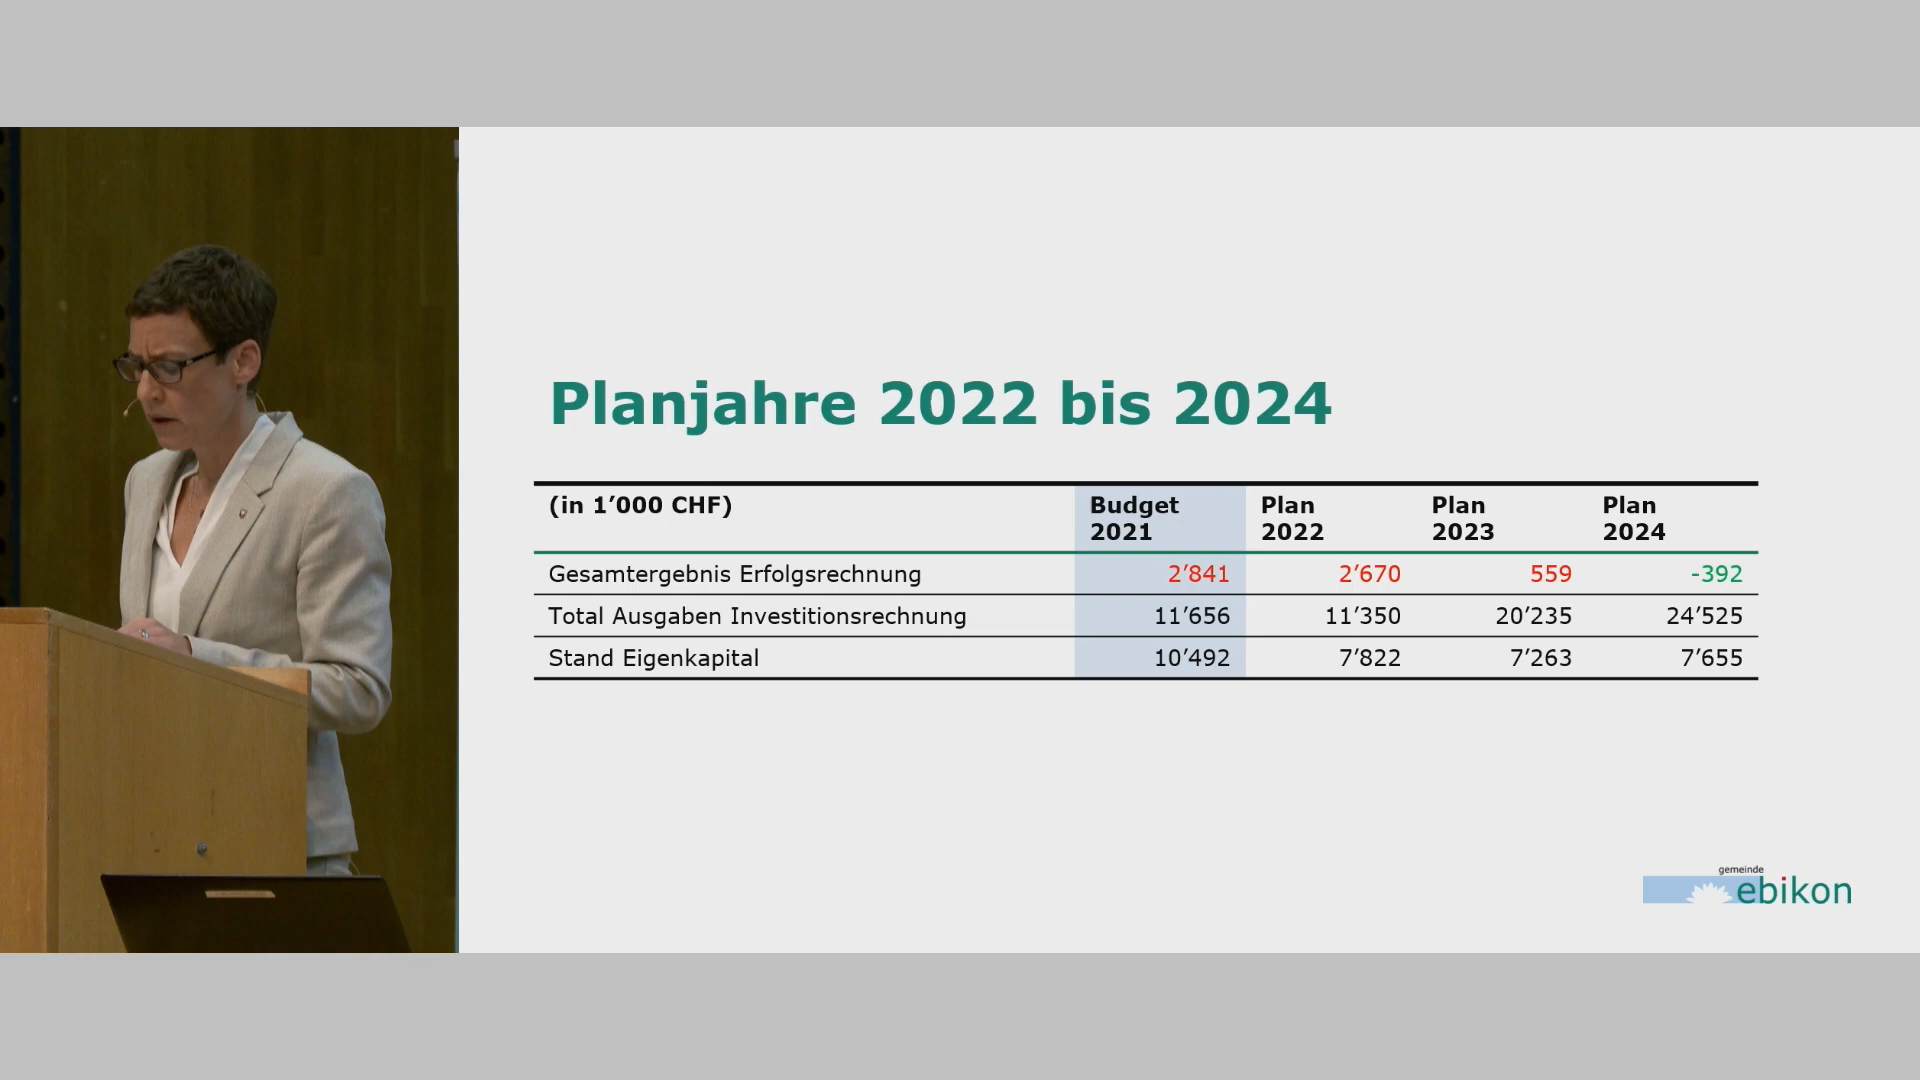 Planjahre 2022 bis 2024
(in 1’000 CHF) Budget 2021 Plan 2022 Plan 2023 Plan 2024
Gesamtergebnis Erfolgsrechnung 2’841 2’670 559 -392
Total Ausgaben Investitionsrechnung 11’656 11’350 20’235 24’525
Stand Eigenkapital 10’492 7’822 7’263 7’655
gemeinde
ebikon